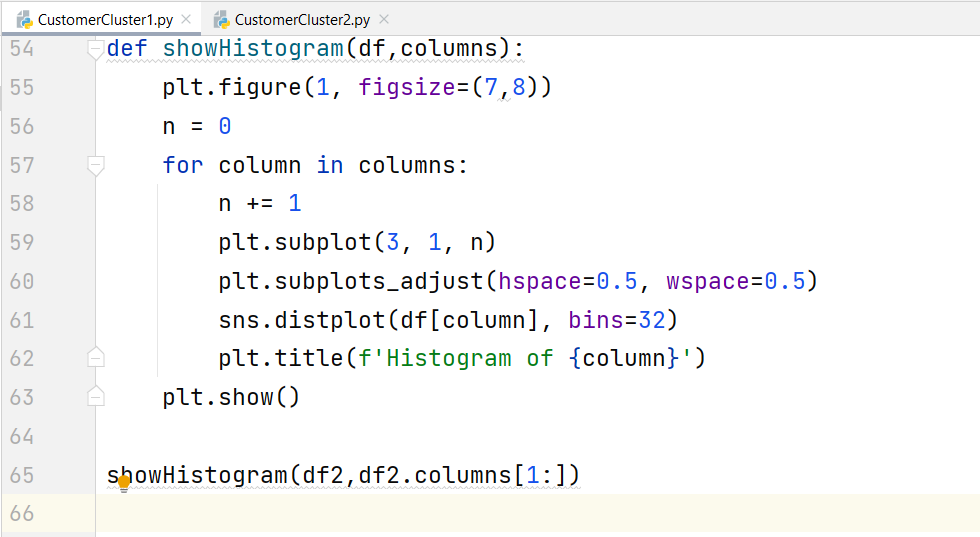 CustomerCluster1.py CustomerCluster2.py
54 def showHistogram(df,columns):
55     plt.figure(1, figsize=(7,8))
56     n = 0
57     for column in columns:
58         n += 1
59         plt.subplot(3, 1, n)
60         plt.subplots_adjust(hspace=0.5, wspace=0.5)
61         sns.distplot(df[column], bins=32)
62         plt.title(f'Histogram of {column}')
63     plt.show()
64
65 showHistogram(df2,df2.columns[1:])
66